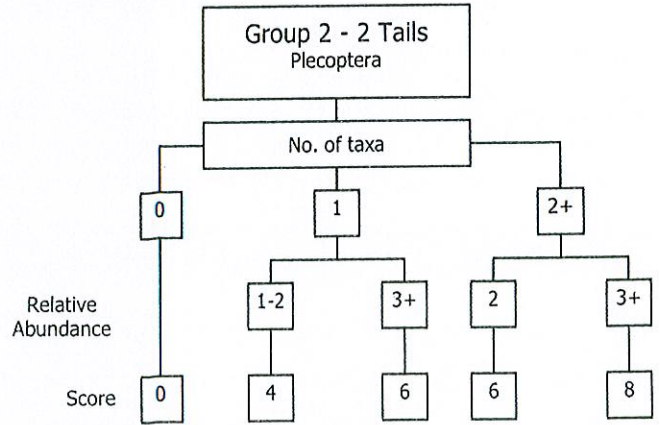 Group 2 - 2 Tails
Plecoptera
No. of taxa
0
1
2+
Relative
Abundance
1-2
3+
2
3+
Score
0
4
6
6
8